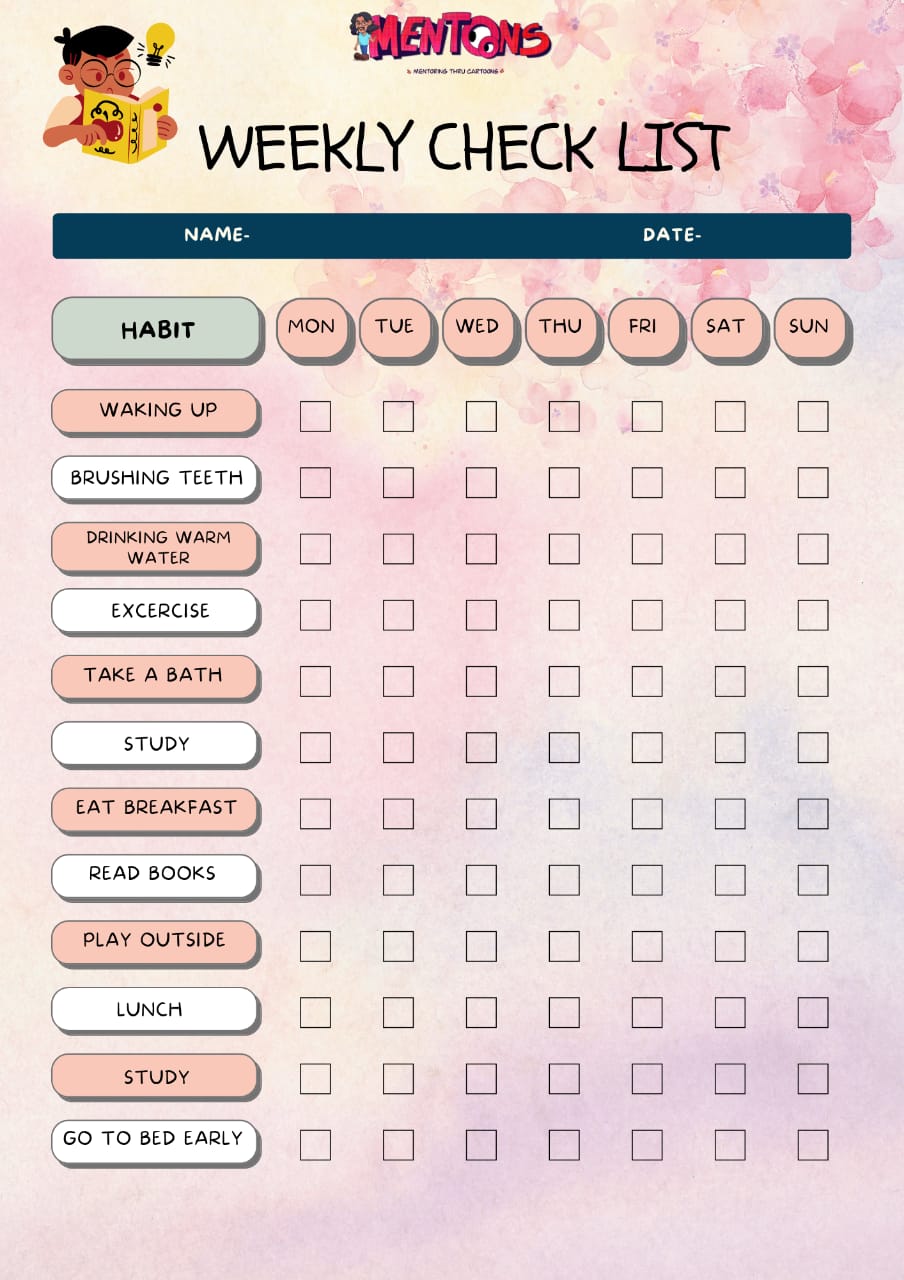 MENTOONS
MENTORING THRU CARTOONS
WEEKLY CHECK LIST
NAME- DATE-
HABIT MON TUE WED THU FRI SAT SUN
WAKING UP
BRUSHING TEETH
DRINKING WARM
WATER
EXCERCISE
TAKE A BATH
STUDY
EAT BREAKFAST
READ BOOKS
PLAY OUTSIDE
LUNCH
STUDY
GO TO BED EARLY